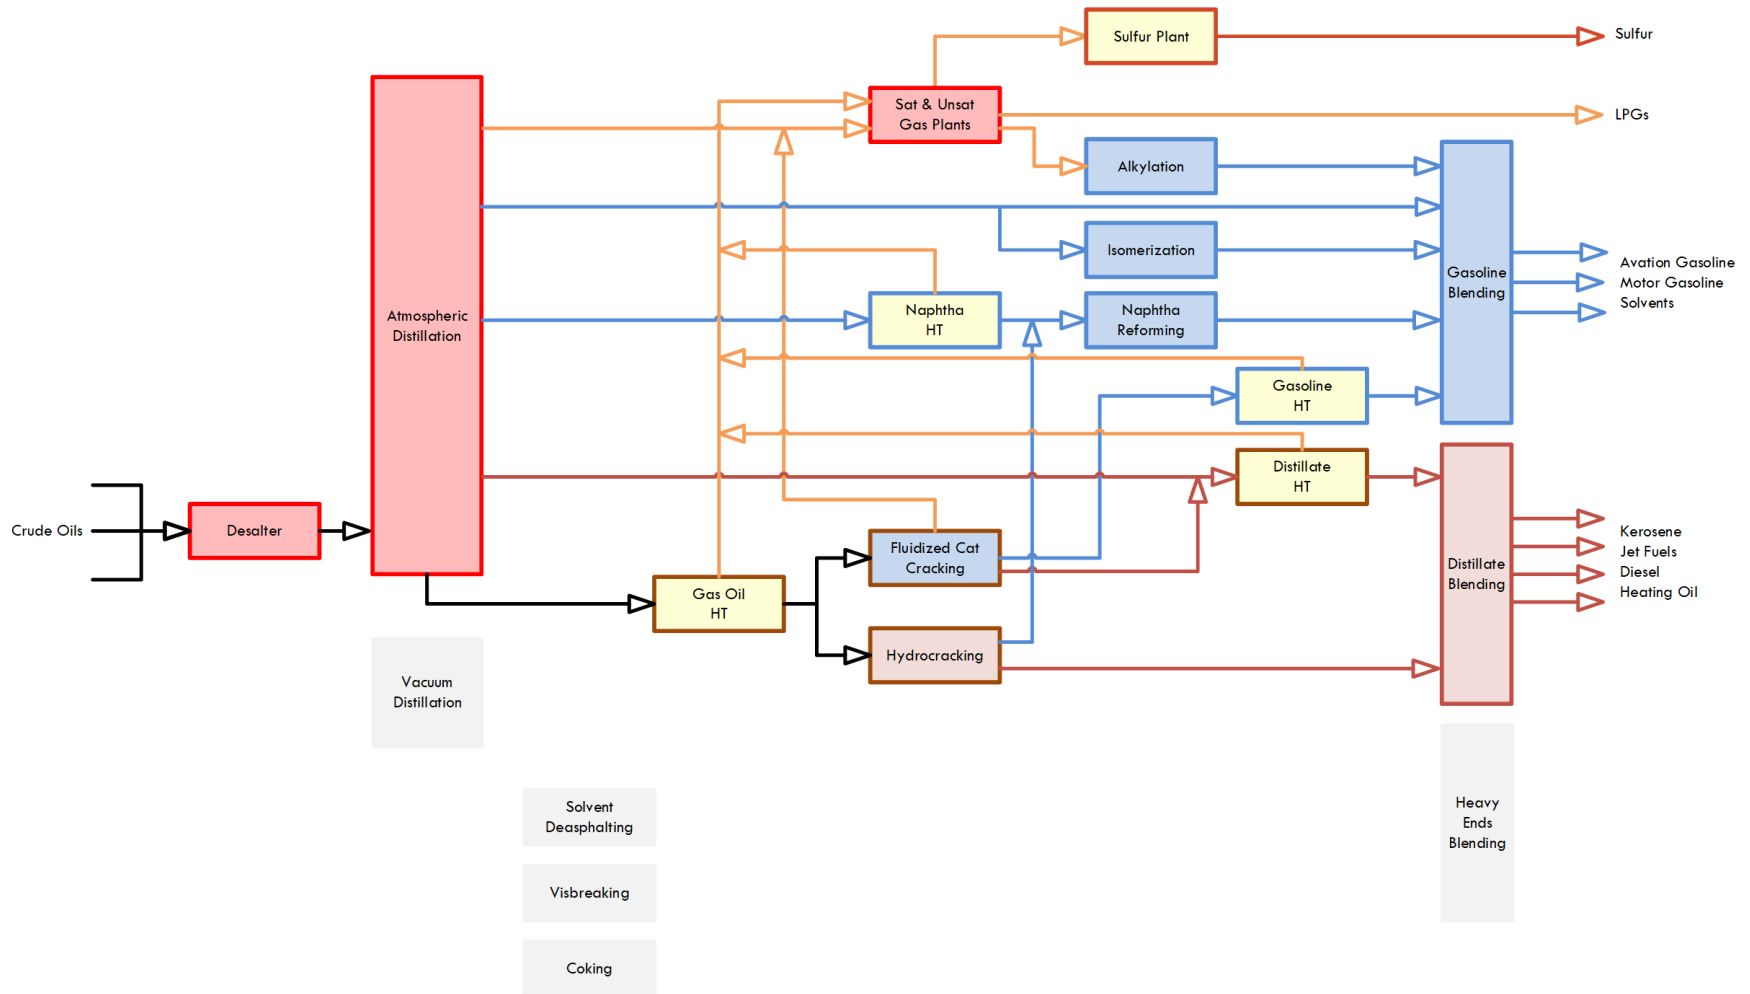 Sulfur Plant
Sulfur
Sat & Unsat
Gas Plants
LPGs
Alkylation
Isomerization
Gasoline
Blending
Avation Gasoline
Motor Gasoline
Solvents
Atmospheric
Distillation
Naphtha
HT
Naphtha
Reforming
Gasoline
HT
Distillate
HT
Crude Oils
Desalter
Fluidized Cat
Cracking
Distillate
Blending
Kerosene
Jet Fuels
Diesel
Heating Oil
Gas Oil
HT
Hydrocracking
Vacuum
Distillation
Solvent
Deasphalting
Heavy
Ends
Blending
Visbreaking
Coking